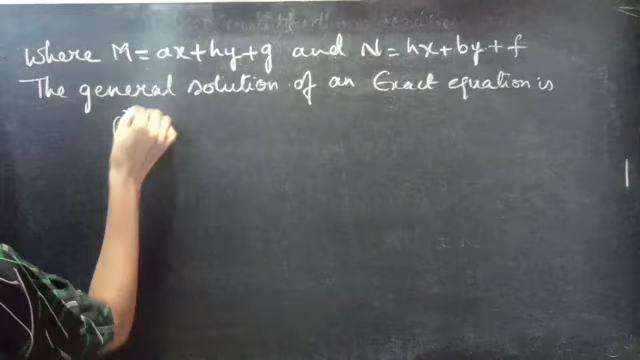 where M = ax+hy+g and N = hx+by+f
The general solution of an Exact equation is